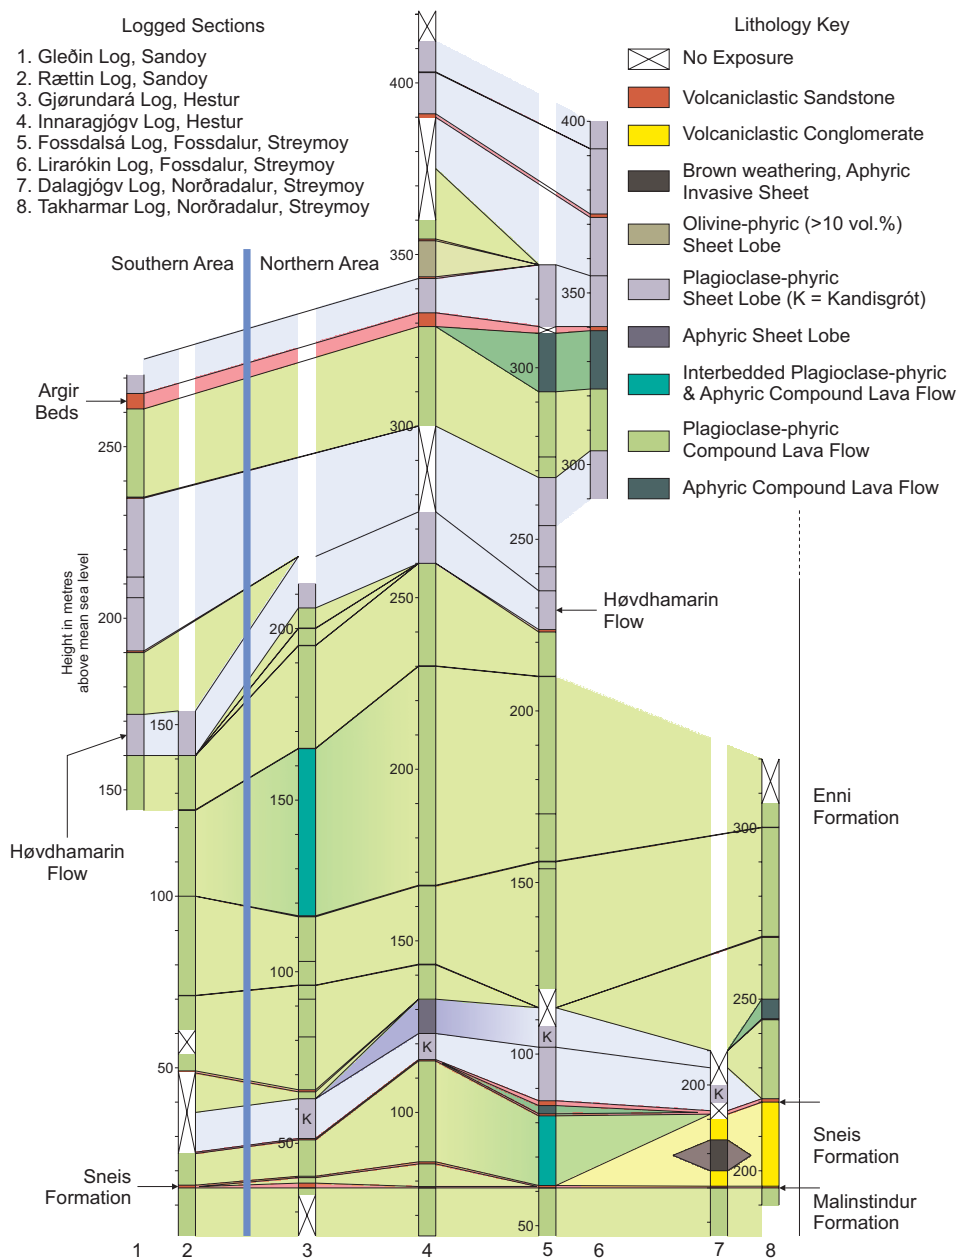 Logged Sections
1. Gleðin Log, Sandoy
2. Rættin Log, Sandoy
3. Gjørundará Log, Hestur
4. Innaragjógv Log, Hestur
5. Fossdalsá Log, Fossdalur, Streymoy
6. Lirarókin Log, Fossdalur, Streymoy
7. Dalagjógv Log, Norðradalur, Streymoy
8. Takharmar Log, Norðradalur, Streymoy
Lithology Key
No Exposure
Volcaniclastic Sandstone
Volcaniclastic Conglomerate
Brown weathering, Aphyric
Invasive Sheet
Olivine-phyric (>10 vol.%)
Sheet Lobe
Plagioclase-phyric
Sheet Lobe (K = Kandisgrót)
Aphyric Sheet Lobe
Interbedded Plagioclase-phyric
& Aphyric Compound Lava Flow
Plagioclase-phyric
Compound Lava Flow
Aphyric Compound Lava Flow
Southern Area
Northern Area
Argir
Beds
Height in metres
above mean sea level
Høvdhamarin
Flow
Sneis
Formation
Høvdhamarin
Flow
Enni
Formation
Sneis
Formation
Malinstindur
Formation
250
200
150
150
100
50
200
150
100
50
K
400
350
300
250
200
150
100
K
300
250
200
150
100
50
K
400
350
300
200
K
300
250
200
1
2
3
4
5
6
7
8